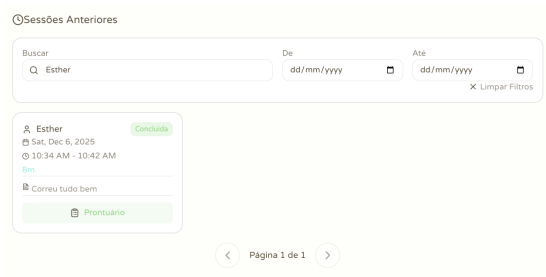 Sessões Anteriores
Buscar
De
Até
Esther
dd/mm/yyyy
dd/mm/yyyy
Limpar Filtros
Esther
Concluída
Sat, Dec 6, 2025
10:34 AM - 10:42 AM
8m
Correu tudo bem
Prontuário
Página 1 de 1